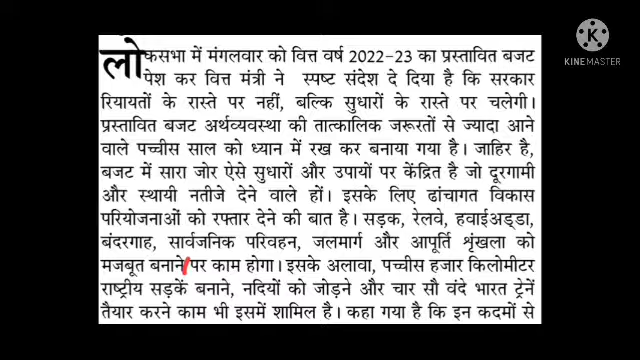 KINEMASTER
लोकसभा में मंगलवार को वित्त वर्ष 2022-23 का प्रस्तावित बजट
पेश कर वित्त मंत्री ने स्पष्ट संदेश दे दिया है कि सरकार
रियायतों के रास्ते पर नहीं, बल्कि सुधारों के रास्ते पर चलेगी।
प्रस्तावित बजट अर्थव्यवस्था की तात्कालिक जरूरतों से ज्यादा आने
वाले पच्चीस साल को ध्यान में रख कर बनाया गया है। जाहिर है,
बजट में सारा जोर ऐसे सुधारों और उपायों पर केंद्रित है जो दूरगामी
और स्थायी नतीजे देने वाले हों। इसके लिए ढांचागत विकास
परियोजनाओं को रफ्तार देने की बात है। सड़क, रेलवे, हवाईअड्डा,
बंदरगाह, सार्वजनिक परिवहन, जलमार्ग और आपूर्ति शृंखला को
मजबूत बनाने पर काम होगा। इसके अलावा, पच्चीस हजार किलोमीटर
राष्ट्रीय सड़कें बनाने, नदियों को जोड़ने और चार सौ वंदे भारत ट्रेनें
तैयार करने काम भी इसमें शामिल है। कहा गया है कि इन कदमों से